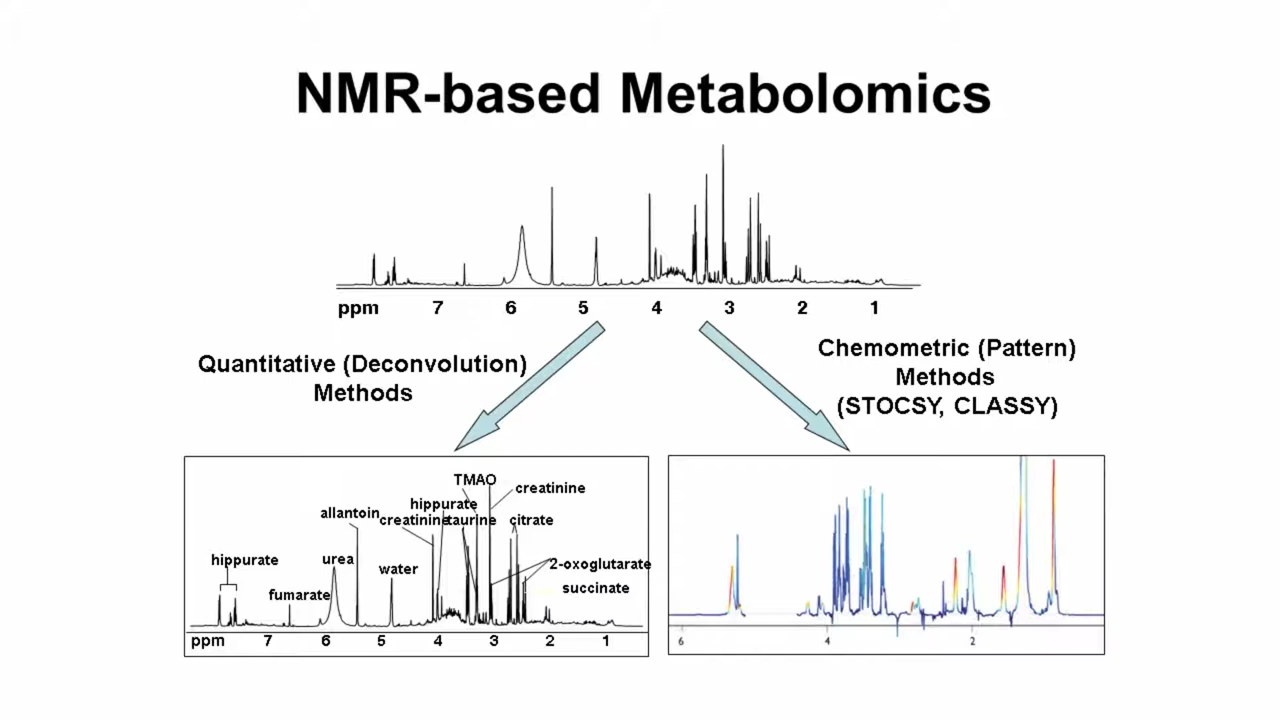 NMR-based Metabolomics
ppm 7 6 5 4 3 2 1
Quantitative (Deconvolution)
Methods
Chemometric (Pattern)
Methods
(STOCSY, CLASSY)
TMAO
creatinine
hippurate
allantoin
creatinine
taurine
citrate
hippurate
urea
water
2-oxoglutarate
fumarate
succinate
ppm 7 6 5 4 3 2 1
6 4 2